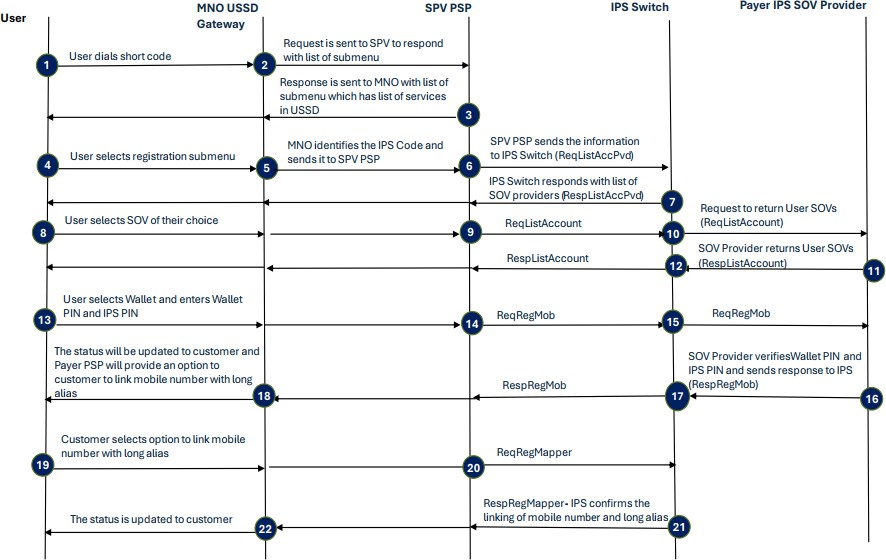 User
MNO USSD
Gateway
SPV PSP
IPS Switch
Payer IPS SOV Provider
1
User dials short code
2
Request is sent to SPV to respond
with list of submenu
Response is sent to MNO with list of
submenu which has list of services
in USSD
3
4
User selects registration submenu
5
MNO identifies the IPS Code and
sends it to SPV PSP
6
SPV PSP sends the information
to IPS Switch (ReqListAccPvd)
IPS Switch responds with list of
SOV providers (RespListAccPvd)
7
8
User selects SOV of their choice
9
ReqListAccount
10
Request to return User SOVs
(ReqListAccount)
SOV Provider returns User SOVs
(RespListAccount)
11
12
RespListAccount
13
User selects Wallet and enters Wallet
PIN and IPS PIN
14
ReqRegMob
15
ReqRegMob
SOV Provider verifiesWallet PIN and
IPS PIN and sends response to IPS
(RespRegMob)
16
17
RespRegMob
18
The status will be updated to customer and
Payer PSP will provide an option to
customer to link mobile number with long
alias
19
Customer selects option to link mobile
number with long alias
20
ReqRegMapper
RespRegMapper- IPS confirms the
linking of mobile number and long alias
21
22
The status is updated to customer